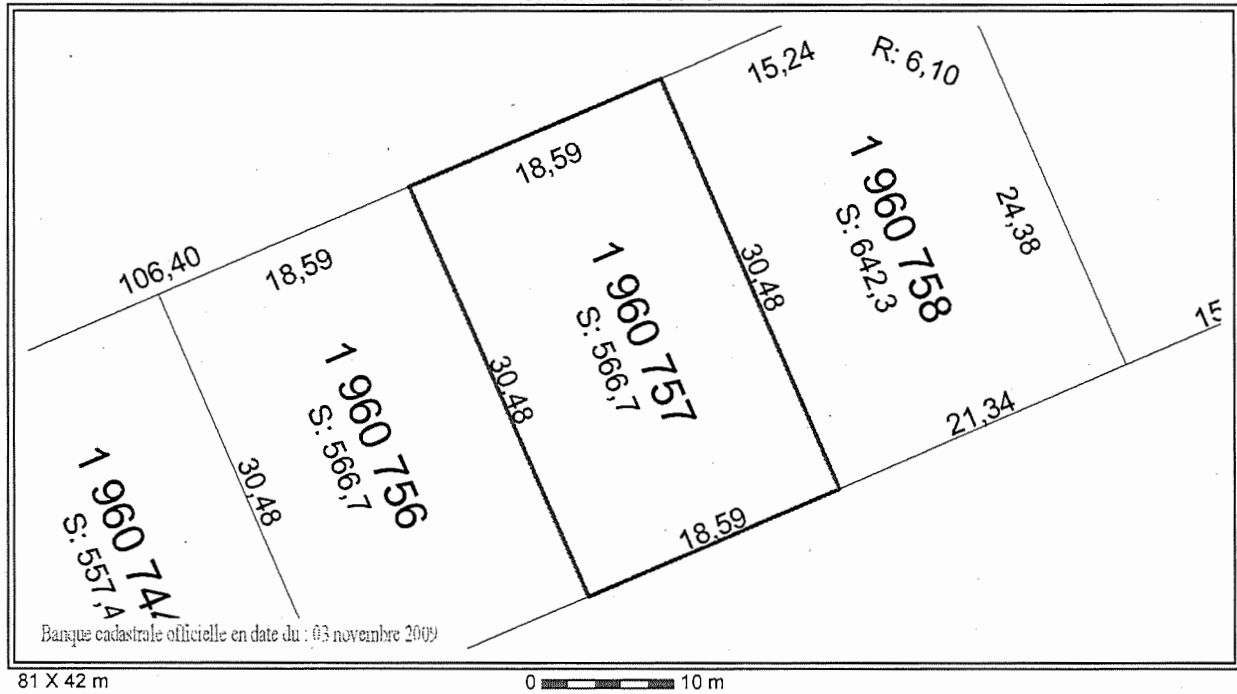 15,24
R: 6,10
18,59
1 960 758
S: 642,3
24,38
106,40
18,59
1 960 757
S: 566,7
30,48
15
1 960 756
S: 566,7
30,48
21,34
1 960 74
S: 557,4
30,48
18,59
Banque cadastrale officielle en date du : 03 novembre 2009
81 X 42 m
0 10 m